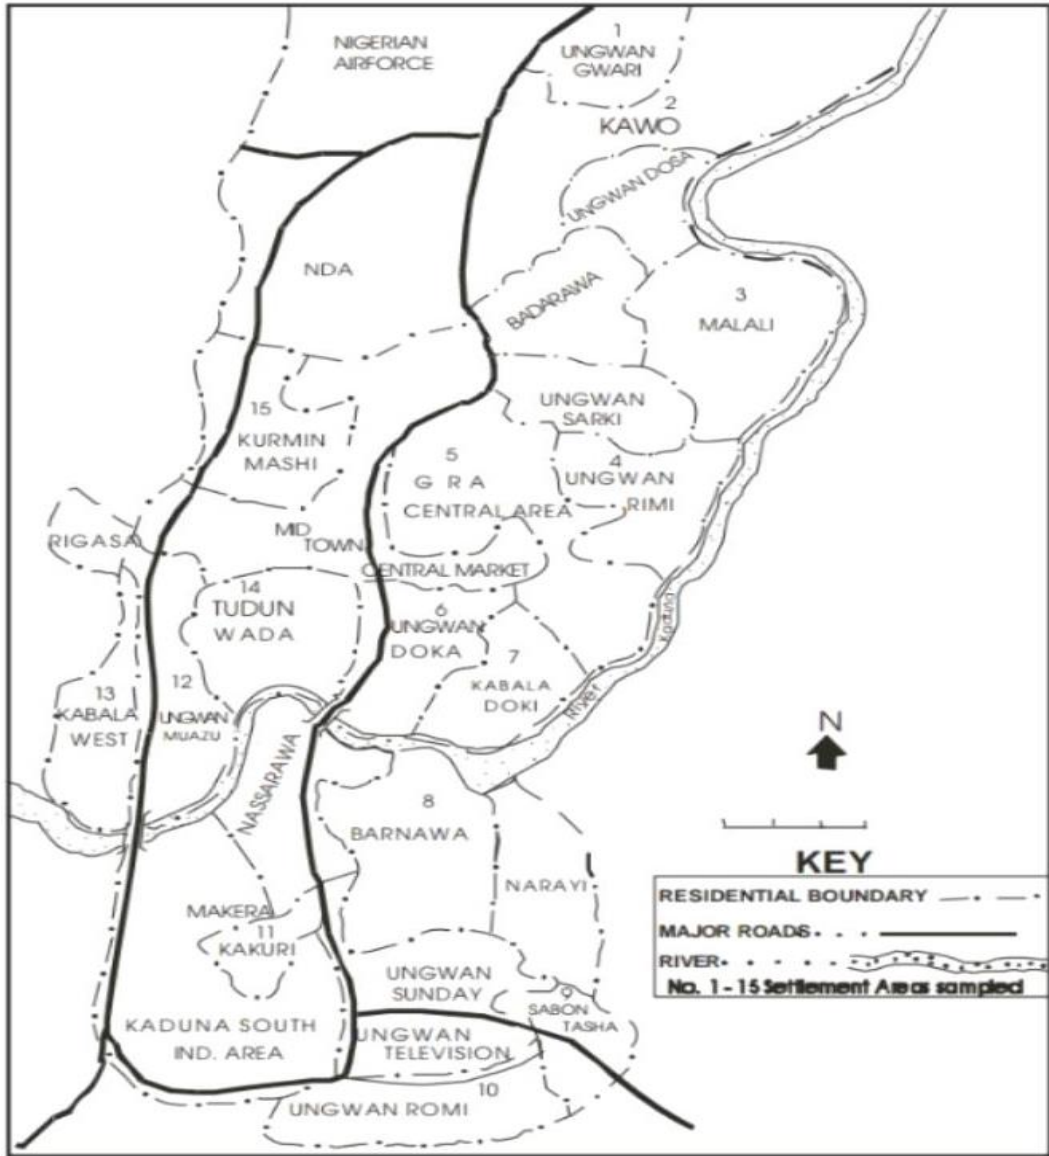 NIGERIAN
AIRFORCE
1
UNGWAN
GWARI
2
KAWO
UNGWAN DOSA
NDA
BADARAWA
3
MALALI
15
KURMIN
MASHI
UNGWAN
SARKI
5
G R A
CENTRAL AREA
4
UNGWAN
RIMI
RIGASA
MID
TOWN
CENTRAL MARKET
14
TUDUN
WADA
6
UNGWAN
DOKA
7
KABALA
DOKI
River
Kaduna
13
KABALA
WEST
12
UNGWAN
MUAZU
NASSARAWA
N
8
BARNAWA
NARAYI
MAKERA
11
KAKURI
UNGWAN
SUNDAY
9
SABON
TASHA
KADUNA SOUTH
IND. AREA
UNGWAN
TELEVISION
10
UNGWAN ROMI
KEY
RESIDENTIAL BOUNDARY
MAJOR ROADS
RIVER
No. 1 - 15 Settlement Areas sampled